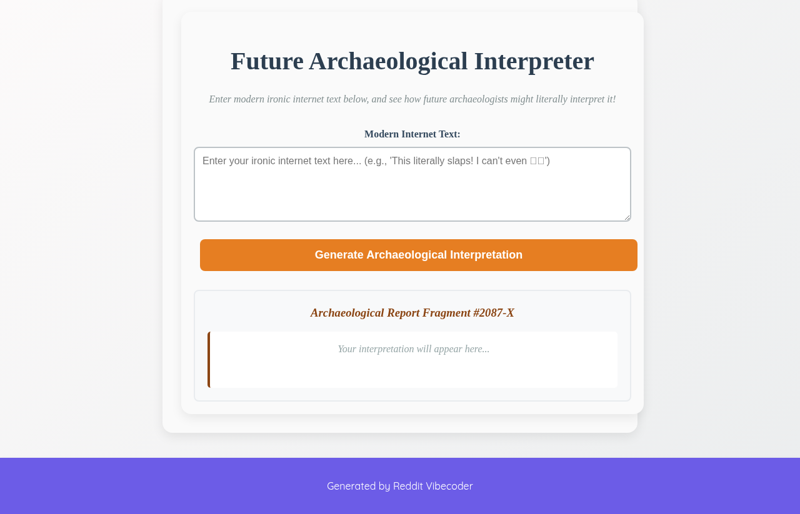 Future Archaeological Interpreter
Enter modern ironic internet text below, and see how future archaeologists might literally interpret it!
Modern Internet Text:
Enter your ironic internet text here... (e.g., 'This literally slaps! I can't even')
Generate Archaeological Interpretation
Archaeological Report Fragment #2087-X
Your interpretation will appear here...
Generated by Reddit Vibecoder